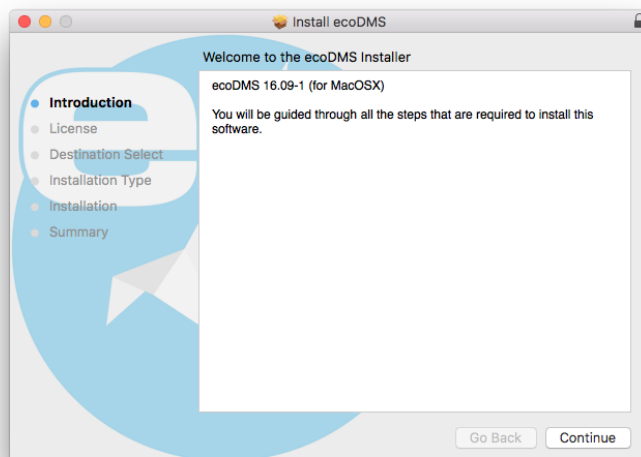 Install ecoDMS
Welcome to the ecoDMS Installer
Introduction
License
Destination Select
Installation Type
Installation
Summary
ecoDMS 16.09-1 (for MacOSX)
You will be guided through all the steps that are required to install this
software.
Go Back
Continue